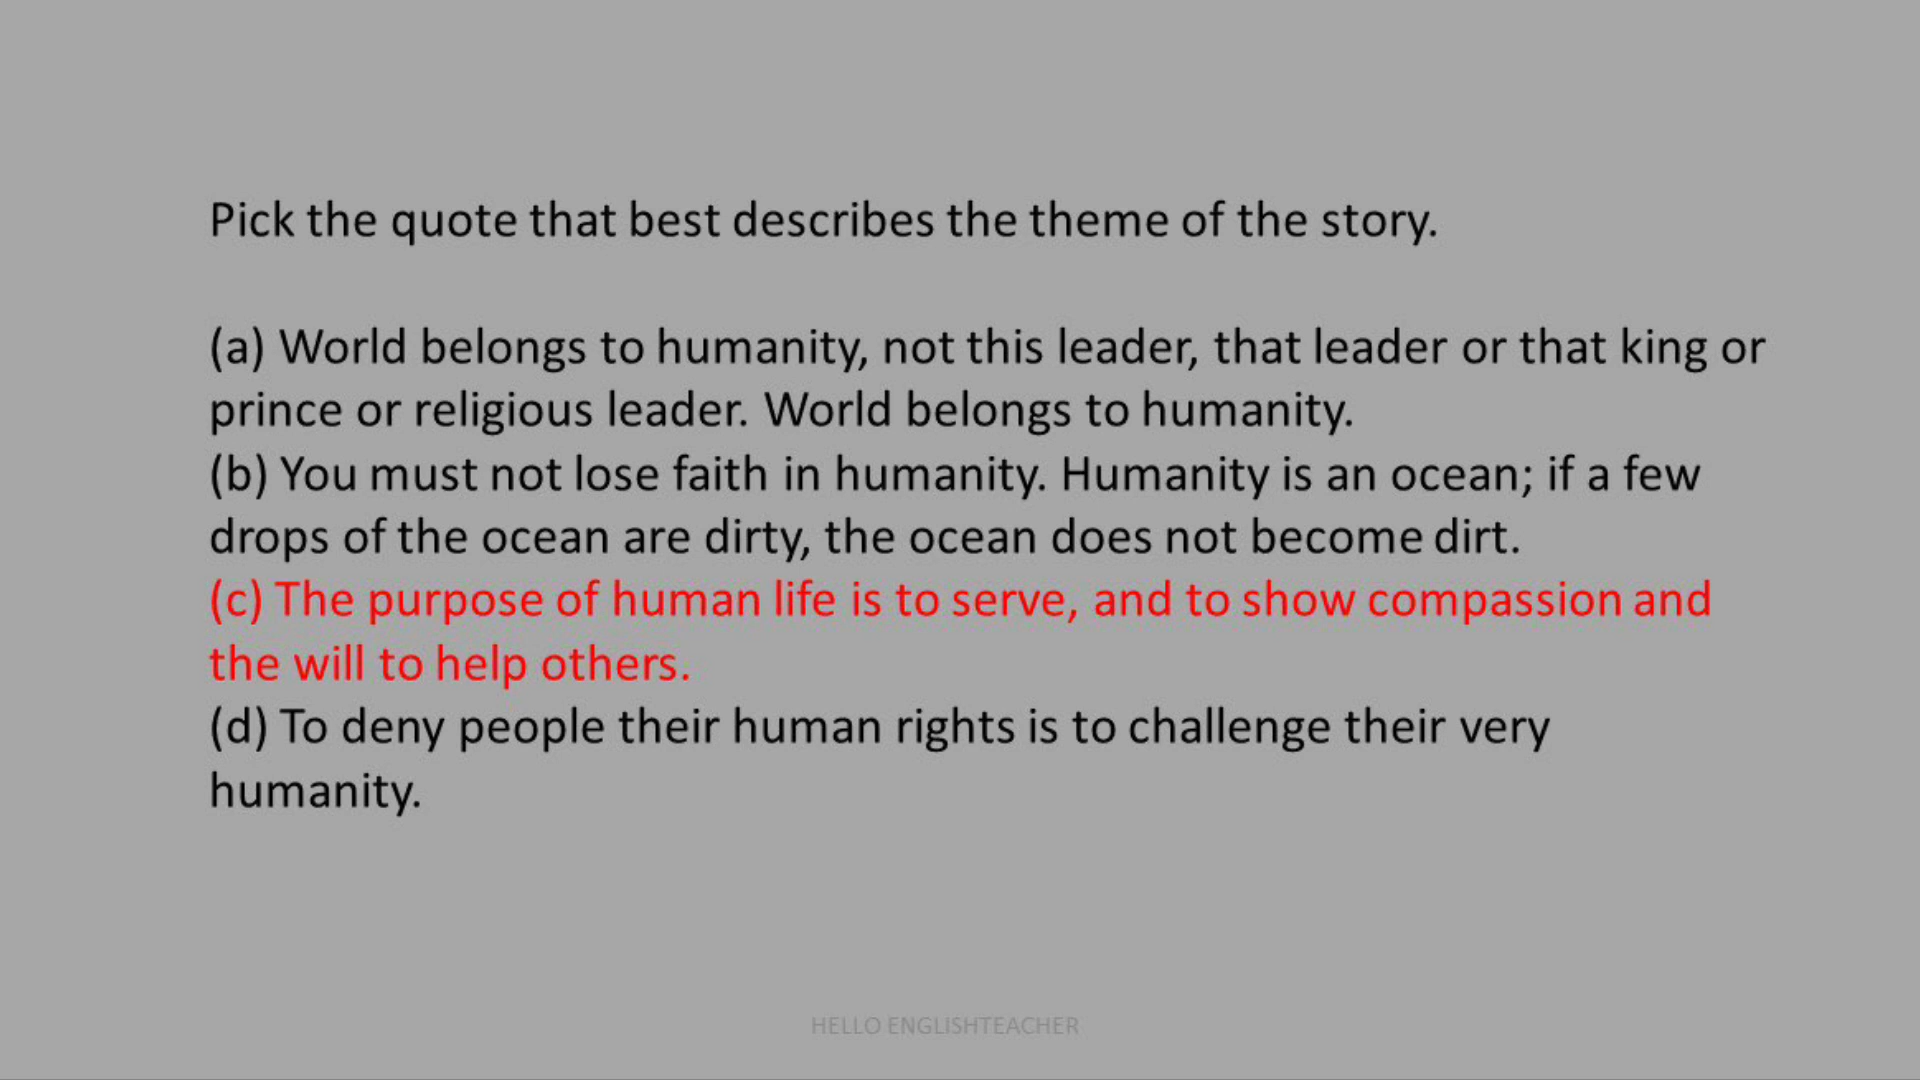 Pick the quote that best describes the theme of the story.
(a) World belongs to humanity, not this leader, that leader or that king or
prince or religious leader. World belongs to humanity.
(b) You must not lose faith in humanity. Humanity is an ocean; if a few
drops of the ocean are dirty, the ocean does not become dirt.
(c) The purpose of human life is to serve, and to show compassion and
the will to help others.
(d) To deny people their human rights is to challenge their very
humanity.
HELLO ENGLISHTEACHER